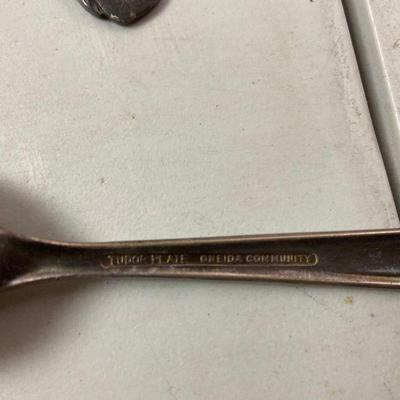 TUDOR PLATE ONEIDA COMMUNITY